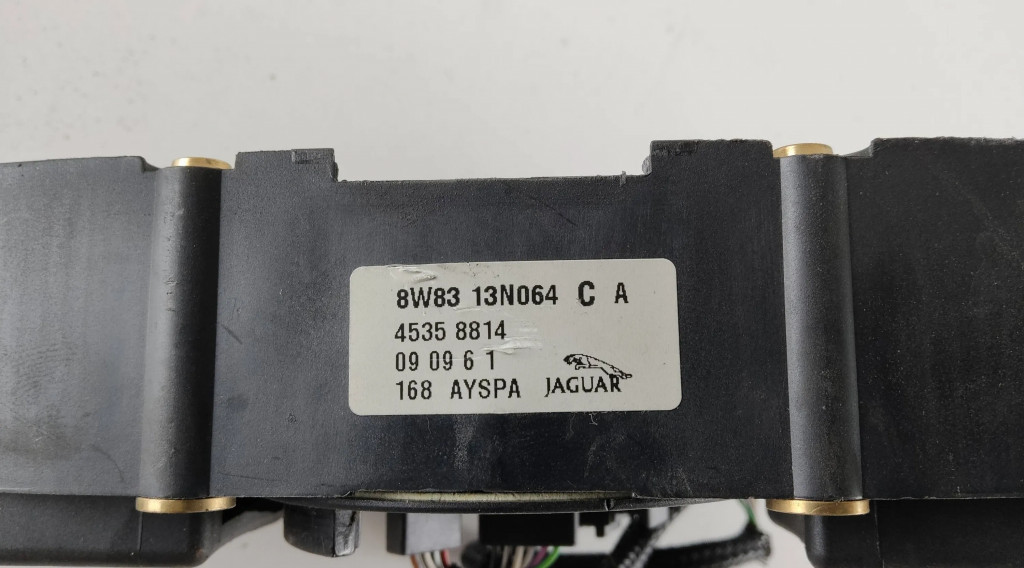 8W83 13N064 C A
4535 8814
09 09 6 1
168 AYSPA JAGUAR